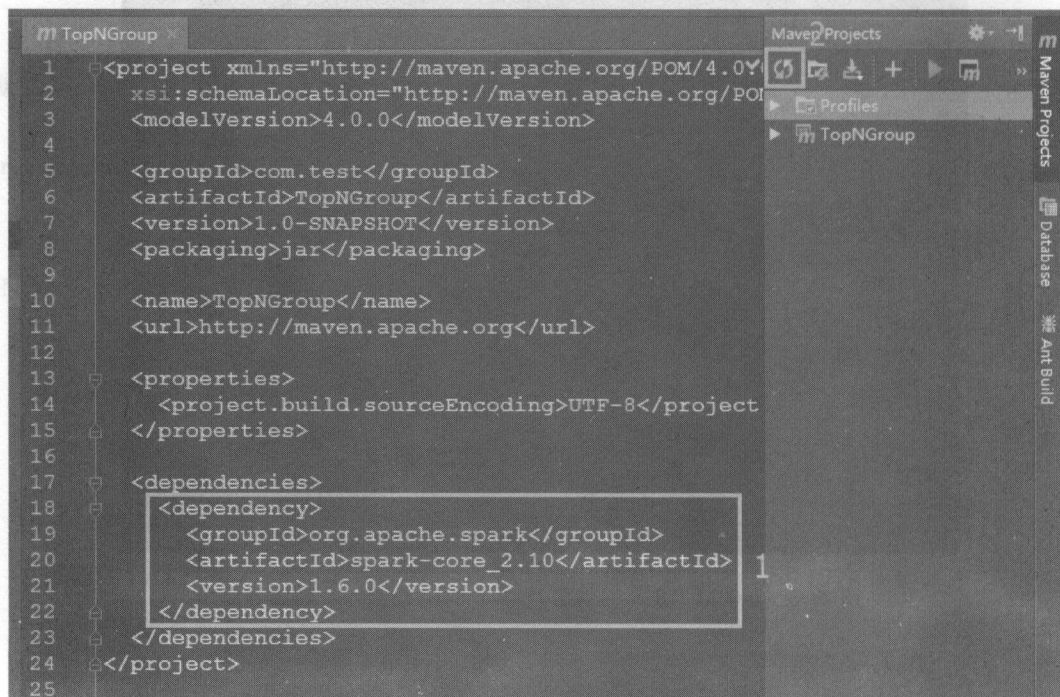 TopNGroup
1 <project xmlns="http://maven.apache.org/POM/4.0
2 xsi:schemaLocation="http://maven.apache.org/PO
3 <modelVersion>4.0.0</modelVersion>
4
5 <groupId>com.test</groupId>
6 <artifactId>TopNGroup</artifactId>
7 <version>1.0-SNAPSHOT</version>
8 <packaging>jar</packaging>
9
10 <name>TopNGroup</name>
11 <url>http://maven.apache.org</url>
12
13 <properties>
14 <project.build.sourceEncoding>UTF-8</project
15 </properties>
16
17 <dependencies>
18 <dependency>
19 <groupId>org.apache.spark</groupId>
20 <artifactId>spark-core_2.10</artifactId>
21 <version>1.6.0</version>
22 </dependency>
23 </dependencies>
24 </project>
25
1
Maven Projects
2
Profiles
TopNGroup
Maven Projects
Database
Ant Build